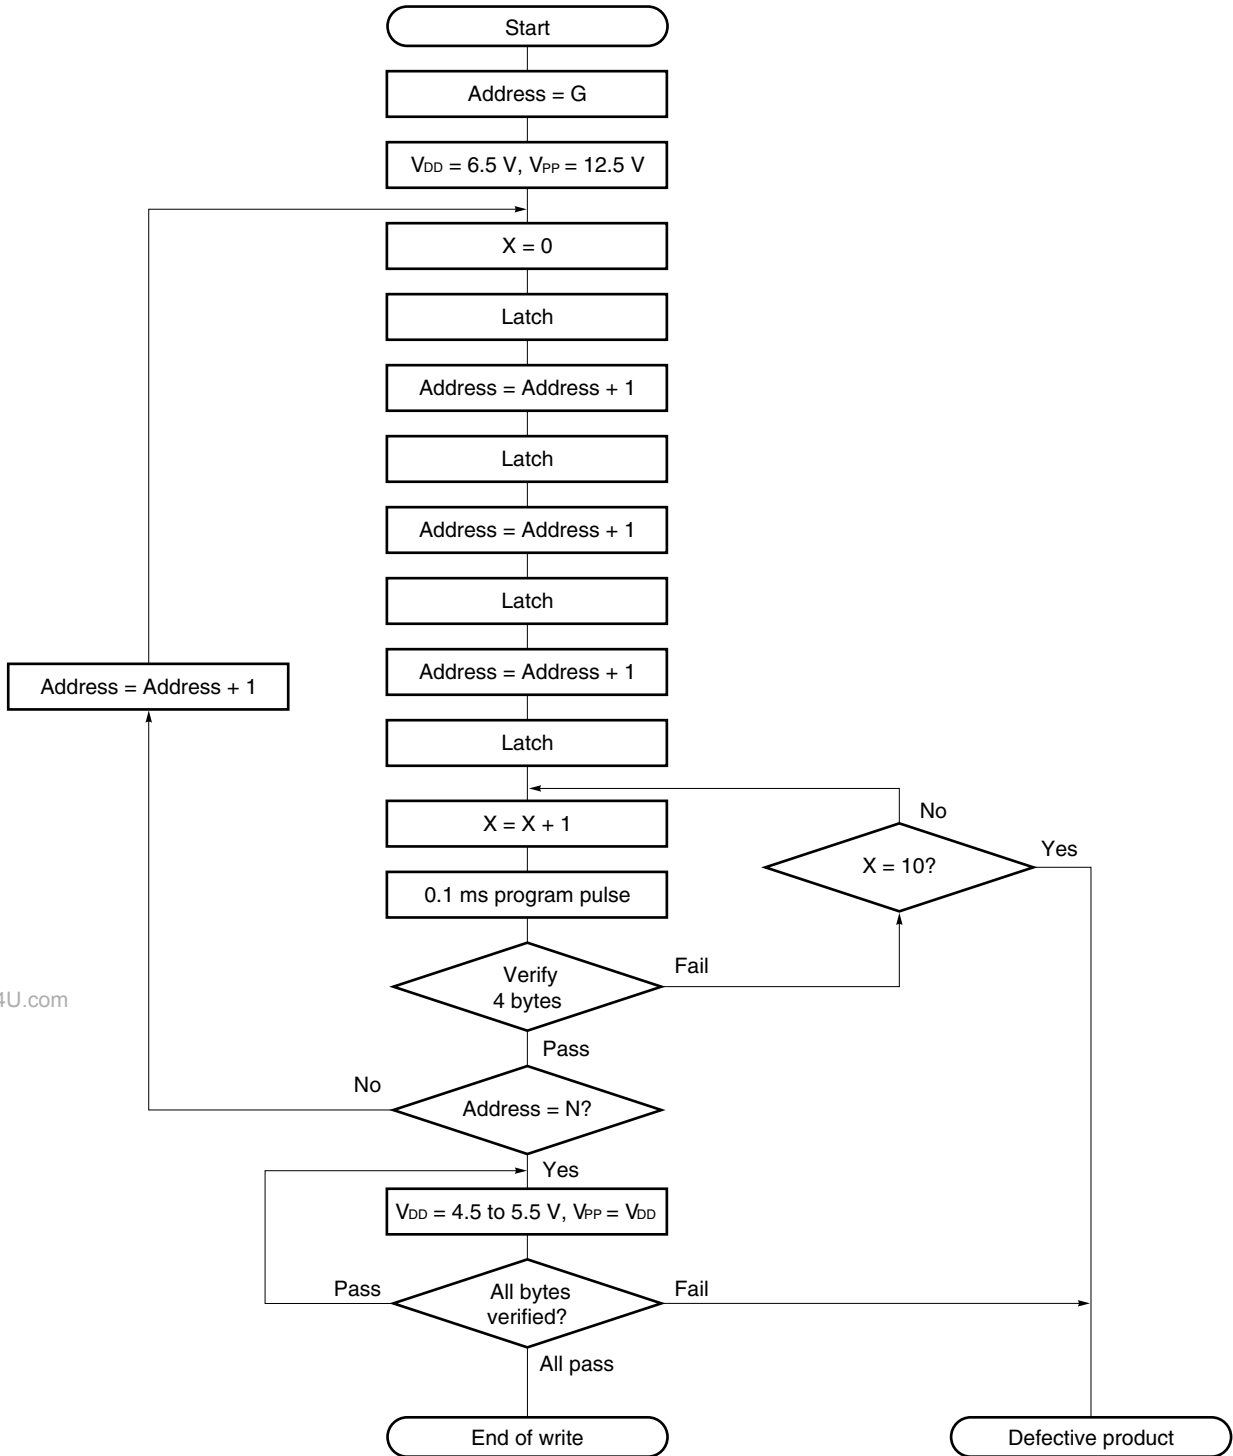 Start
Address = G
VDD = 6.5 V, VPP = 12.5 V
X = 0
Latch
Address = Address + 1
Latch
Address = Address + 1
Latch
Address = Address + 1
Address = Address + 1
Latch
No
X = X + 1
X = 10?
Yes
0.1 ms program pulse
Verify
4 bytes
Fail
4U.com
Pass
No
Address = N?
Yes
VDD = 4.5 to 5.5 V, VPP = VDD
Pass
All bytes
verified?
Fail
All pass
End of write
Defective product